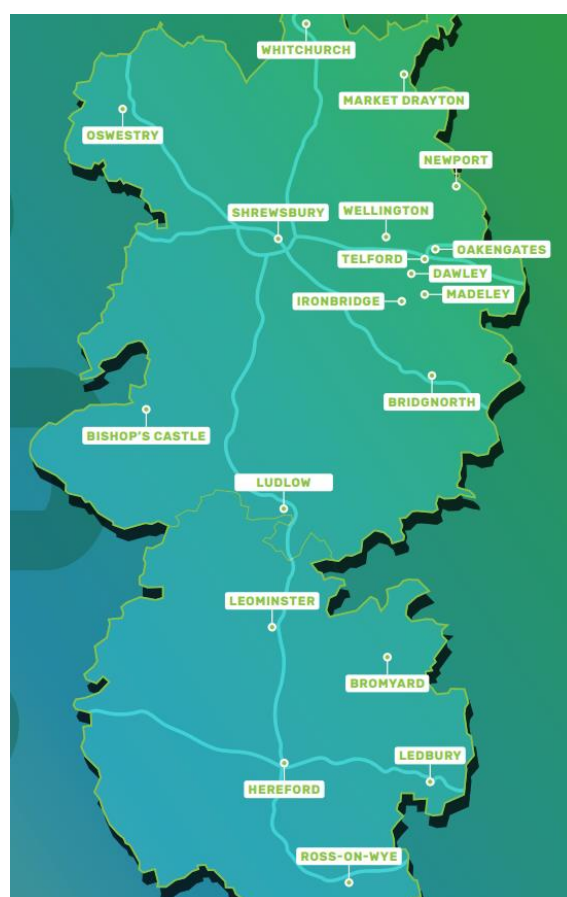 WHITCHURCH
MARKET DRAYTON
OSWESTRY
NEWPORT
SHREWSBURY
WELLINGTON
OAKENGATES
TELFORD
DAWLEY
IRONBRIDGE
MADELEY
BRIDGNORTH
BISHOP'S CASTLE
LUDLOW
LEOMINSTER
BROMYARD
LEDBURY
HEREFORD
ROSS-ON-WYE